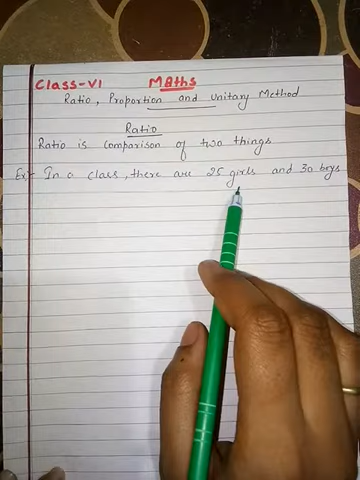 Class-VI Maths
Ratio, Proportion and Unitary Method
Ratio
Ratio is comparison of two things
Ex:- In a class, there are 25 girls and 30 boys